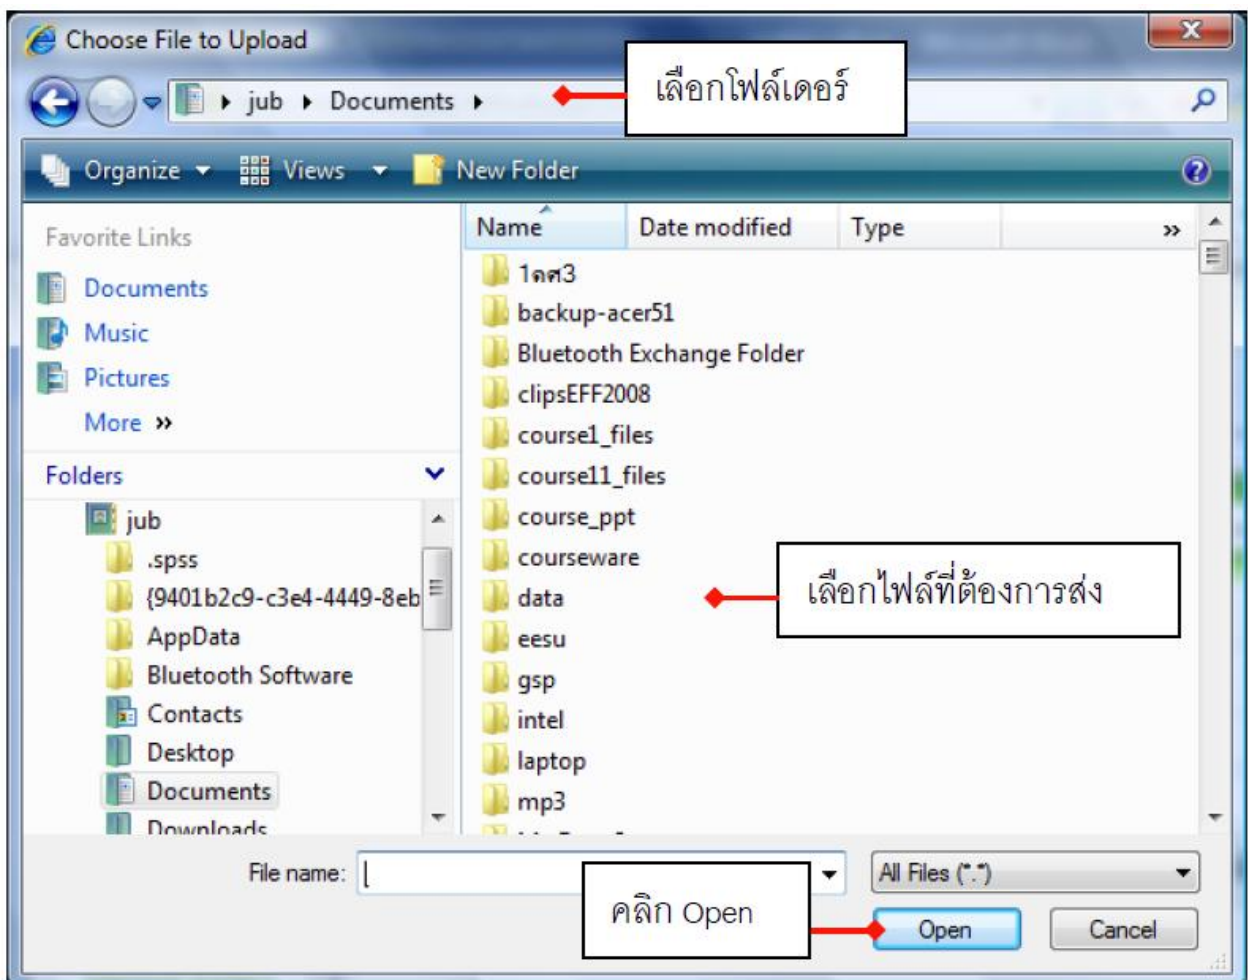 Choose File to Upload
x
เลือกโฟล์เดอร์
jub Documents
Organize Views New Folder
Favorite Links
Documents
Music
Pictures
More »
Folders
jub
.spss
{9401b2c9-c3e4-4449-8eb
AppData
Bluetooth Software
Contacts
Desktop
Documents
Downloads
Name Date modified Type »
1ดศ3
backup-acer51
Bluetooth Exchange Folder
clipsEFF2008
course1_files
course11_files
course_ppt
courseware
data
eesu
gsp
intel
laptop
mp3
เลือกไฟล์ที่ต้องการส่ง
File name: All Files (*.*)
คลิก Open
Open Cancel